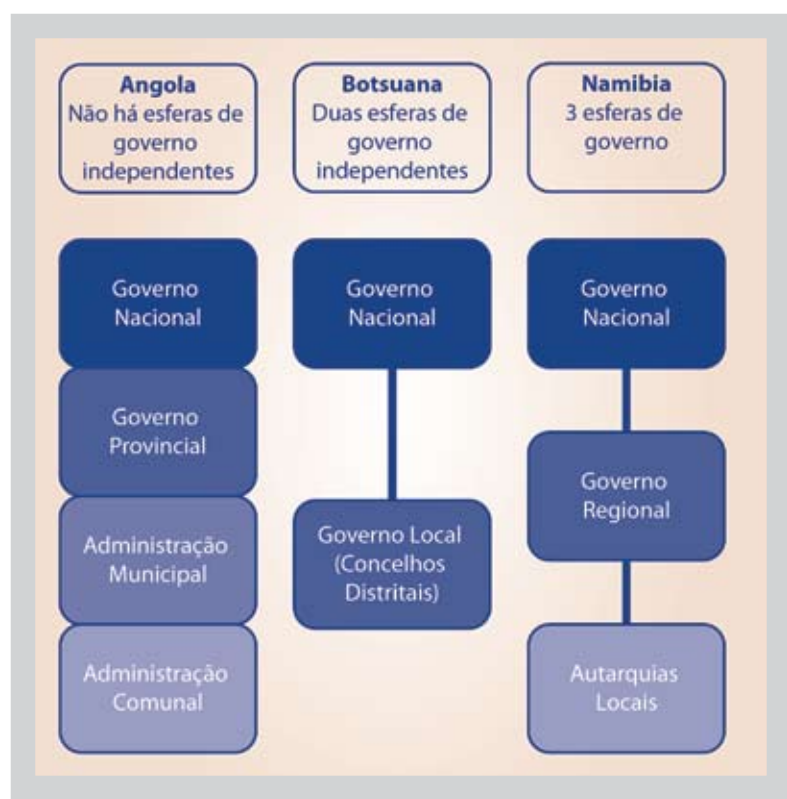 Angola
Não há esferas de
governo
independentes
Botsuana
Duas esferas de
governo
independentes
Namibia
3 esferas de
governo
Governo
Nacional
Governo
Provincial
Administração
Municipal
Administração
Comunal
Governo
Nacional
Governo Local
(Concelhos
Distritais)
Governo
Nacional
Governo
Regional
Autarquias
Locais